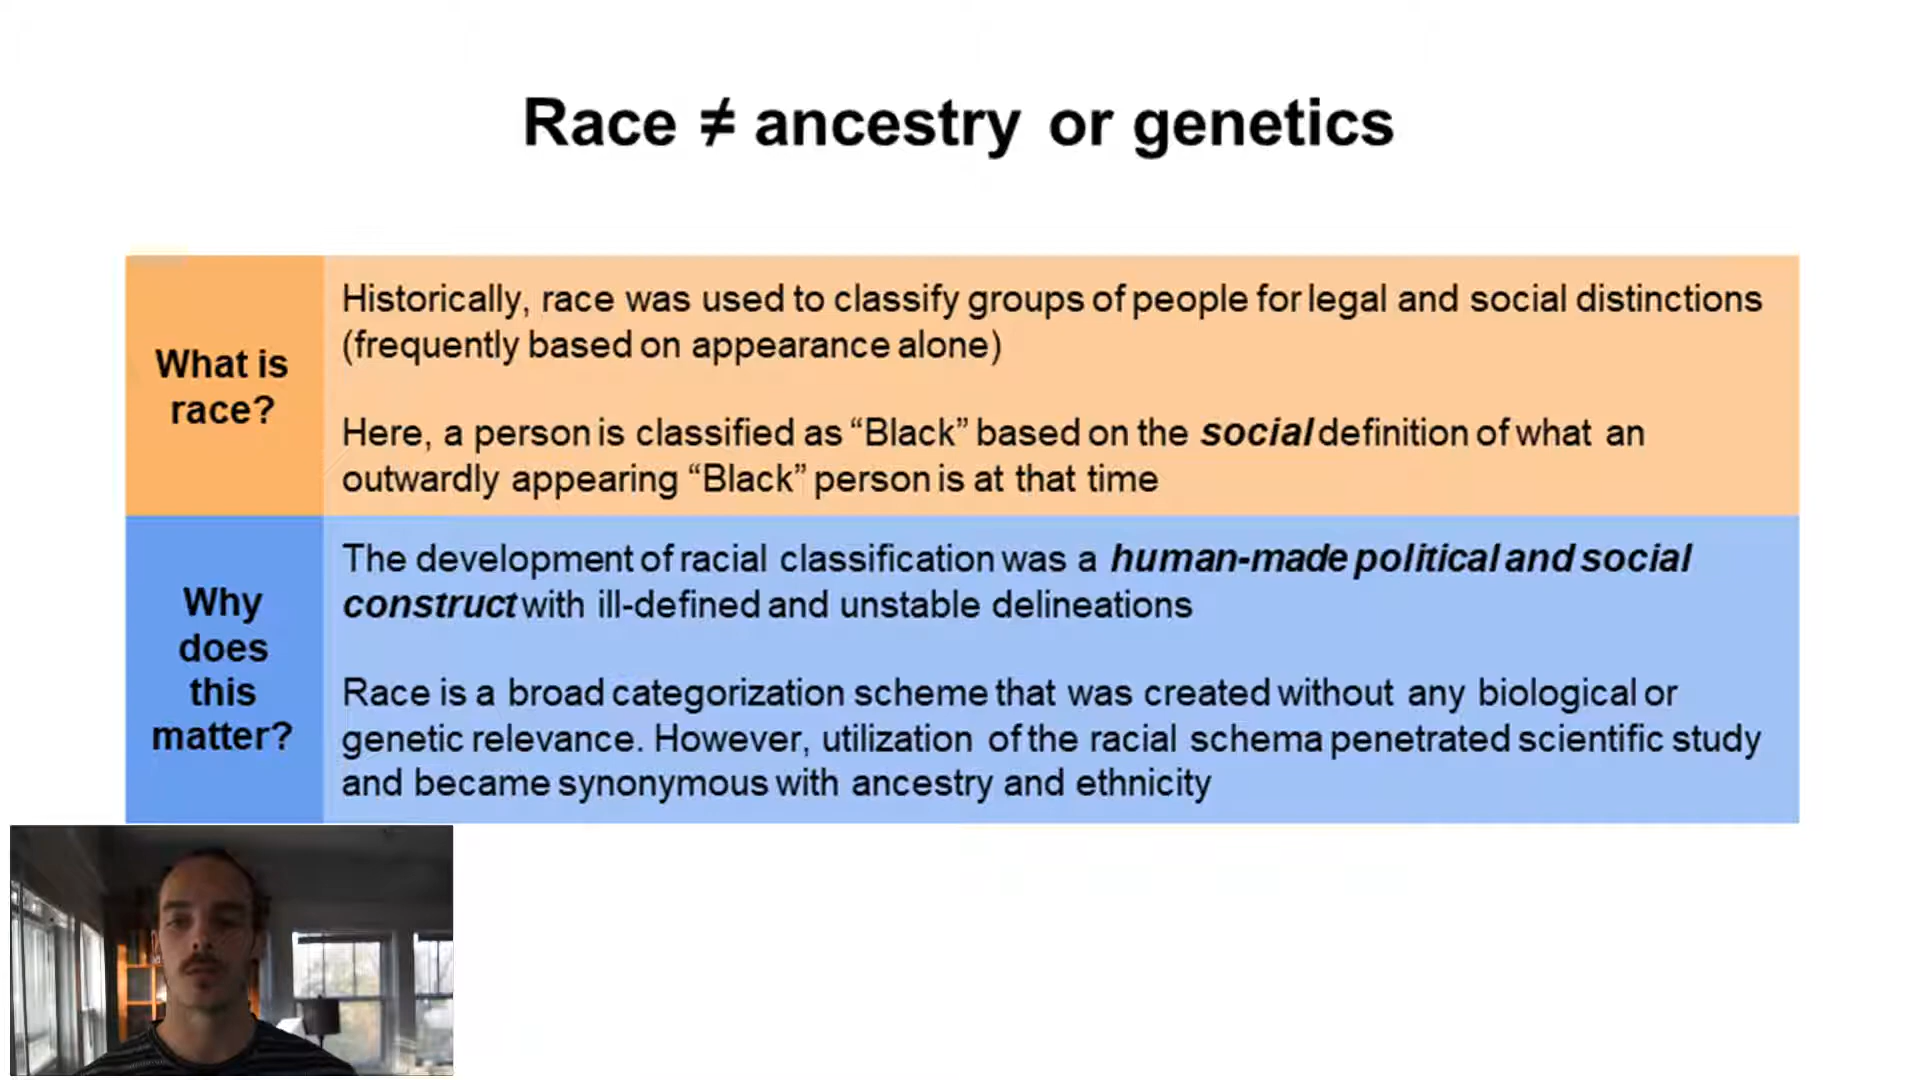 Race ≠ ancestry or genetics
What is
race?
Historically, race was used to classify groups of people for legal and social distinctions
(frequently based on appearance alone)
Here, a person is classified as “Black” based on the social definition of what an
outwardly appearing “Black” person is at that time
Why
does
this
matter?
The development of racial classification was a human-made political and social
construct with ill-defined and unstable delineations
Race is a broad categorization scheme that was created without any biological or
genetic relevance. However, utilization of the racial schema penetrated scientific study
and became synonymous with ancestry and ethnicity